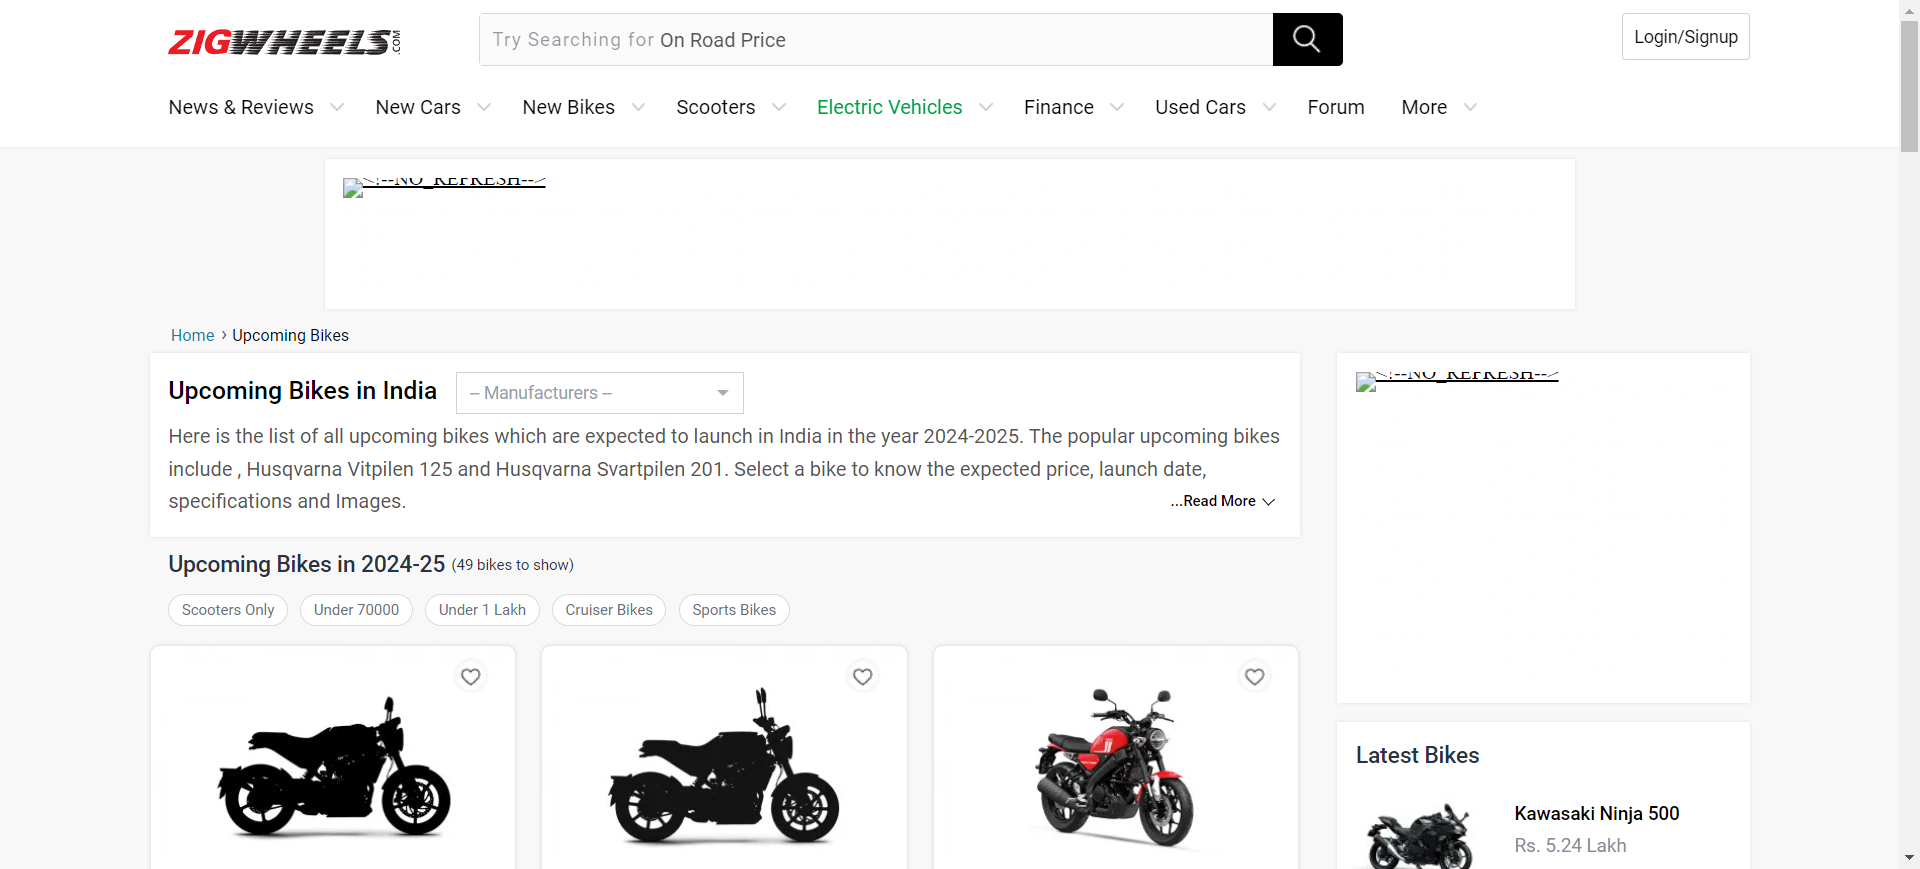 ZIGWHEELS.COM
Try Searching for On Road Price
Login/Signup
News & Reviews New Cars New Bikes Scooters Electric Vehicles Finance Used Cars Forum More
<!--NO_REFRESH-->
Home › Upcoming Bikes
Upcoming Bikes in India
-- Manufacturers --
Here is the list of all upcoming bikes which are expected to launch in India in the year 2024-2025. The popular upcoming bikes
include , Husqvarna Vitpilen 125 and Husqvarna Svartpilen 201. Select a bike to know the expected price, launch date,
specifications and Images.
...Read More
<!--NO_REFRESH-->
Upcoming Bikes in 2024-25 (49 bikes to show)
Scooters Only Under 70000 Under 1 Lakh Cruiser Bikes Sports Bikes
Latest Bikes
Kawasaki Ninja 500
Rs. 5.24 Lakh